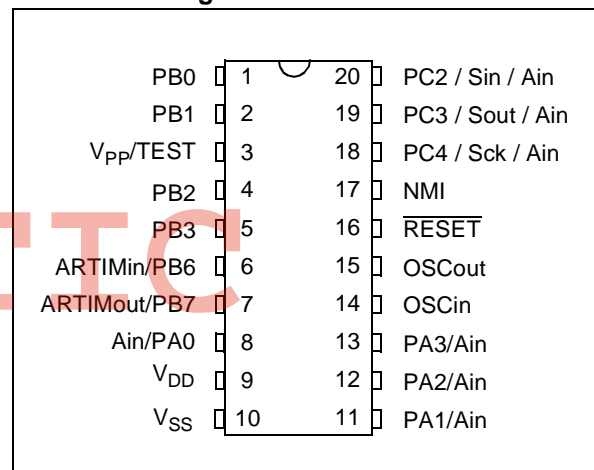 PB0 1 20 PC2 / Sin / Ain
PB1 2 19 PC3 / Sout / Ain
VPP/TEST 3 18 PC4 / Sck / Ain
PB2 4 17 NMI
PB3 5 16 RESET
ARTIMin/PB6 6 15 OSCout
ARTIMout/PB7 7 14 OSCin
Ain/PA0 8 13 PA3/Ain
VDD 9 12 PA2/Ain
VSS 10 11 PA1/Ain
TIC